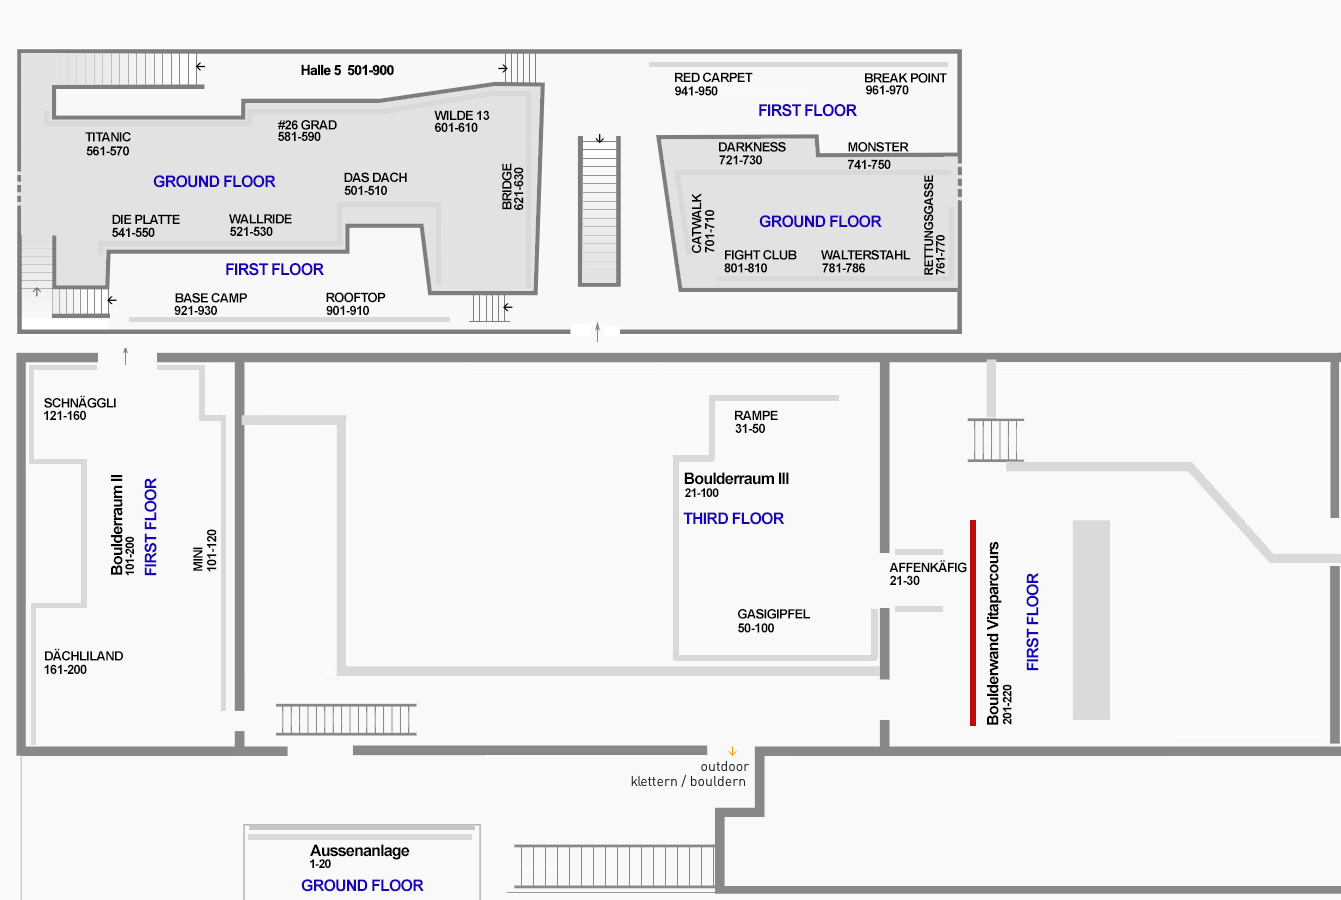 Halle 5 501-900
TITANIC
561-570
#26 GRAD
581-590
WILDE 13
601-610
GROUND FLOOR
DAS DACH
501-510
BRIDGE
621-630
DIE PLATTE
541-550
WALLRIDE
521-530
FIRST FLOOR
BASE CAMP
921-930
ROOFTOP
901-910
RED CARPET
941-950
BREAK POINT
961-970
FIRST FLOOR
DARKNESS
721-730
MONSTER
741-750
CATWALK
701-710
GROUND FLOOR
RETTUNGSGASSE
761-770
FIGHT CLUB
801-810
WALTERSTAHL
781-786
SCHNÄGGLI
121-160
Boulderraum II
101-200
FIRST FLOOR
MINI
101-120
DÄCHLILAND
161-200
RAMPE
31-50
Boulderraum III
21-100
THIRD FLOOR
GASIGIPFEL
50-100
AFFENKÄFIG
21-30
Boulderwand Vitaparcours
201-220
FIRST FLOOR
outdoor
klettern / bouldern
Aussenanlage
1-20
GROUND FLOOR